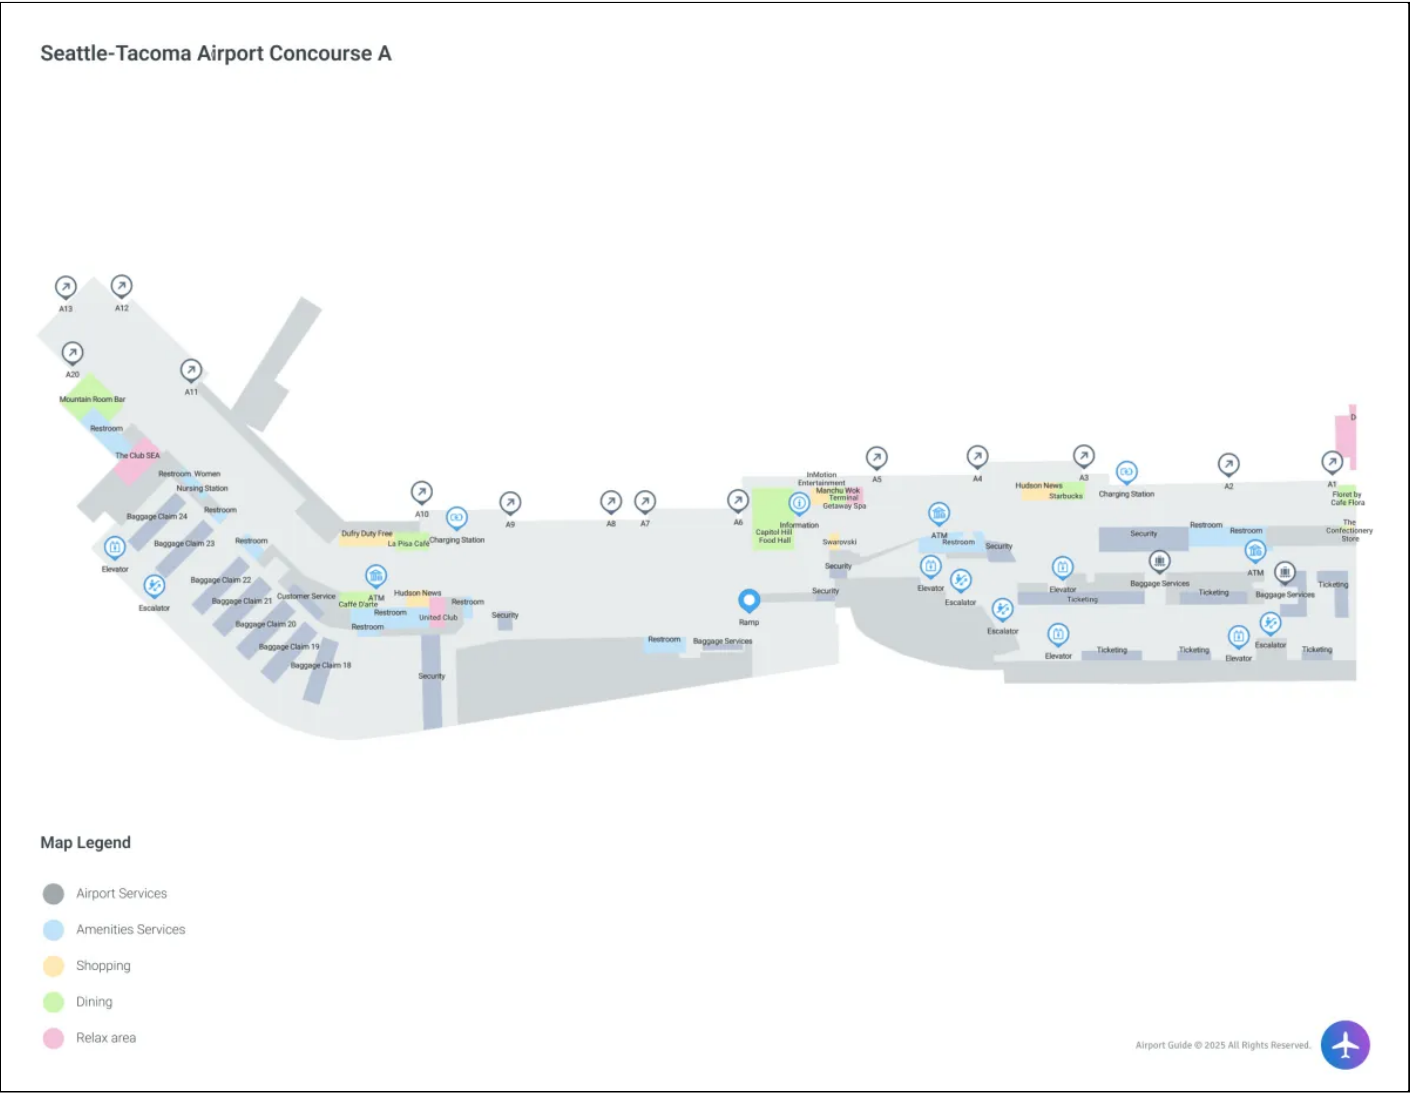 Seattle-Tacoma Airport Concourse A
A13
A12
A20
A11
Mountain Room Bar
Restroom
The Club SEA
Restroom. Women
Nursing Station
Restroom
Baggage Claim 24
Baggage Claim 23
Restroom
Elevator
Escalator
Baggage Claim 22
Baggage Claim 21
Baggage Claim 20
Baggage Claim 19
Baggage Claim 18
Customer Service
A10
Charging Station
Dufry Duty Free
La Pisa Cafe
ATM
Caffe D'arte
Hudson News
Restroom
Restroom
Restroom
United Club
Security
Security
A9
A8
A7
A6
Restroom
Baggage Services
Ramp
InMotion
Entertainment
Manchu Wok
Terminal
Getaway Spa
Information
Capitol Hill
Food Hall
Swarovski
Security
Security
A5
A4
A3
A2
A1
ATM
Restroom
Security
Elevator
Escalator
Escalator
Hudson News
Starbucks
Charging Station
Security
Restroom
Restroom
ATM
Baggage Services
Baggage Services
Elevator
Ticketing
Ticketing
Ticketing
Elevator
Ticketing
Ticketing
Elevator
Escalator
Ticketing
D
Floret by
Cafe Flora
The
Confectionery
Store
Map Legend
Airport Services
Amenities Services
Shopping
Dining
Relax area
Airport Guide © 2025 All Rights Reserved.